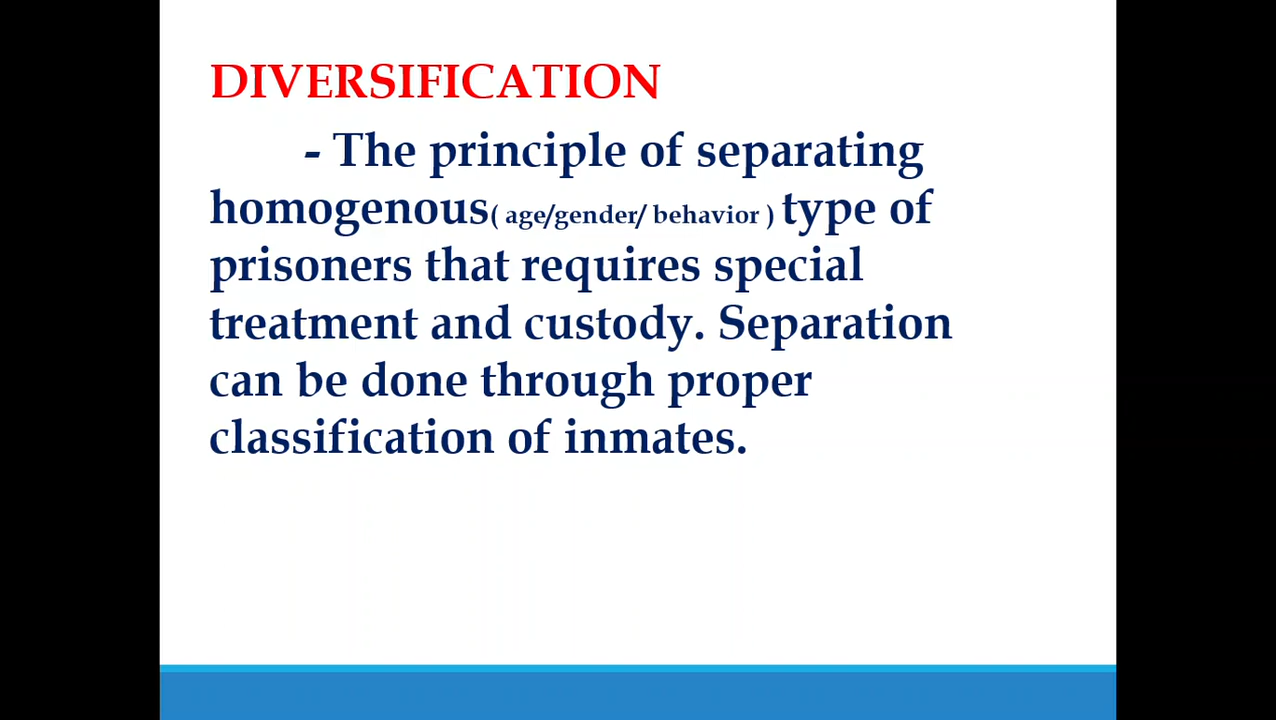 DIVERSIFICATION
- The principle of separating
homogenous( age/gender/ behavior ) type of
prisoners that requires special
treatment and custody. Separation
can be done through proper
classification of inmates.